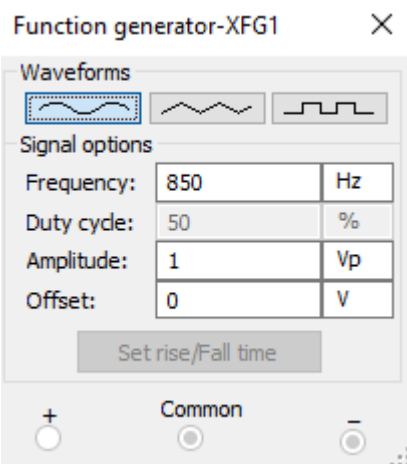 Function generator-XFG1
Waveforms
Signal options
Frequency: 850 Hz
Duty cycle: 50 %
Amplitude: 1 Vp
Offset: 0 V
Set rise/Fall time
+ Common −